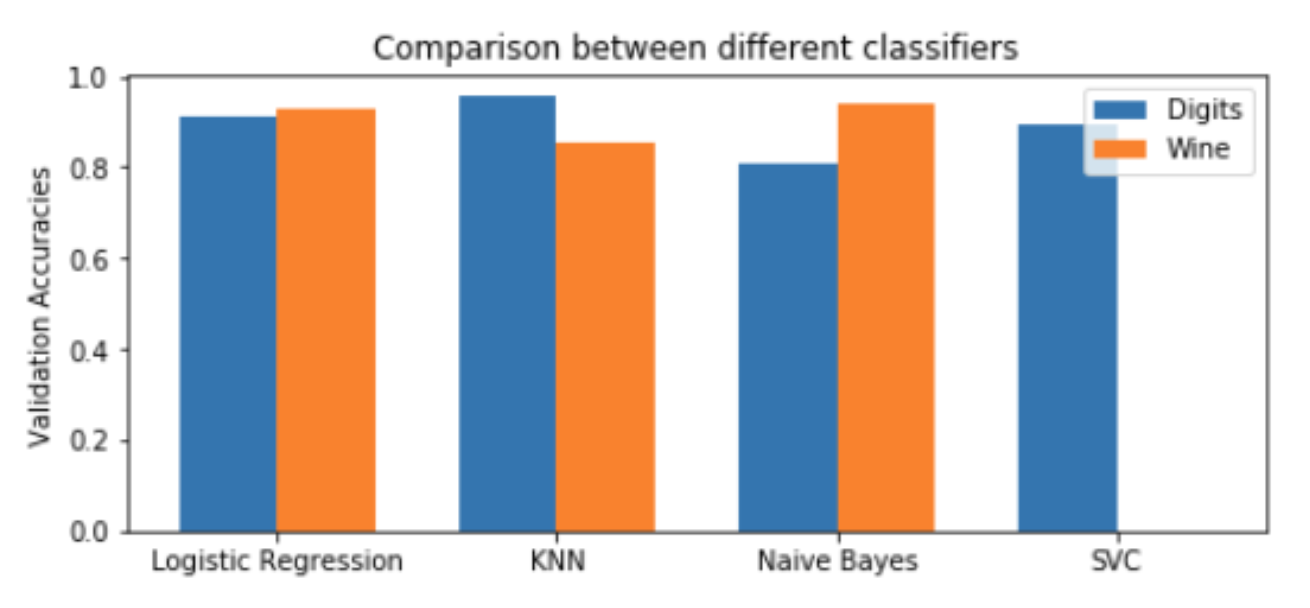 Comparison between different classifiers
1.0
0.8
0.6
0.4
0.2
0.0
Validation Accuracies
Digits
Wine
Logistic Regression
KNN
Naive Bayes
SVC